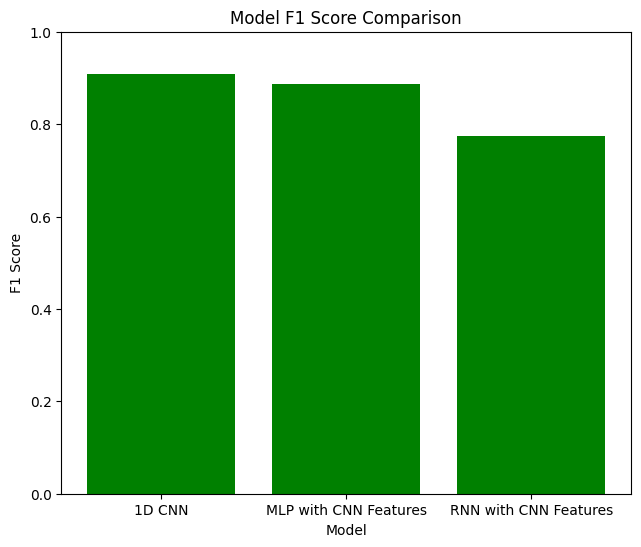 Model F1 Score Comparison
1.0
0.8
0.6
0.4
0.2
0.0
F1 Score
1D CNN
MLP with CNN Features
RNN with CNN Features
Model